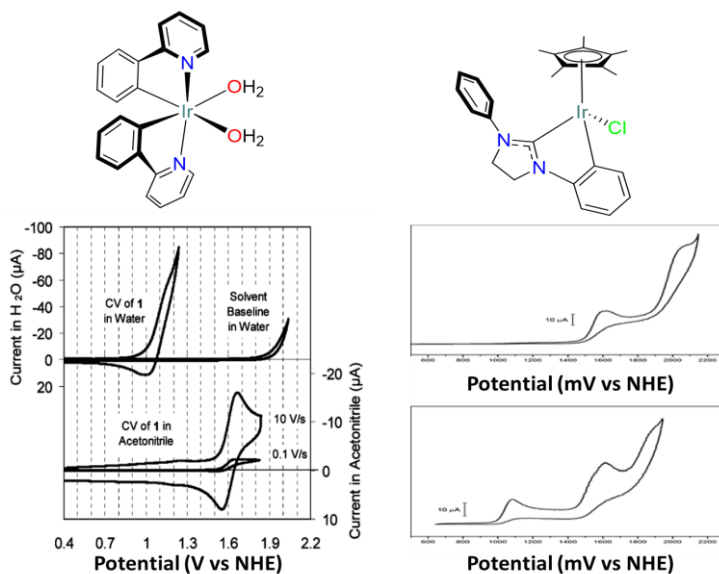 N
Ir
OH2
OH2
N
N
N
Ir
Cl
-100
-80
-60
-40
-20
0
20
Current in H 2O (µA)
CV of 1
in Water
Solvent
Baseline
in Water
-20
-10
0
10
Current in Acetonitrile (µA)
CV of 1 in
Acetonitrile
10 V/s
0.1 V/s
0.4 0.7 1 1.3 1.6 1.9 2.2
Potential (V vs NHE)
10 µA
600 800 1000 1200 1400 1600 1800 2000 2200
Potential (mV vs NHE)
10 µA
600 800 1000 1200 1400 1600 1800 2000 2200
Potential (mV vs NHE)